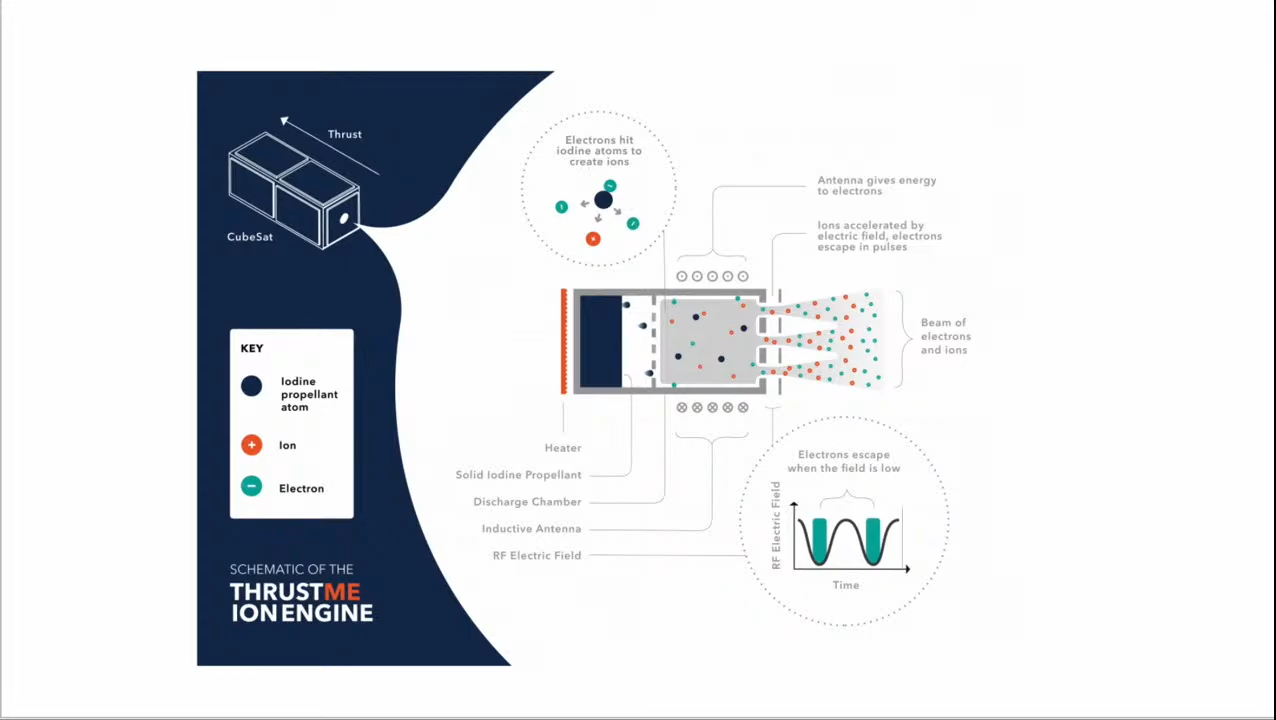 Thrust
CubeSat
KEY
Iodine
propellant
atom
Ion
Electron
SCHEMATIC OF THE
THRUSTME
ION ENGINE
Electrons hit
iodine atoms to
create ions
Antenna gives energy
to electrons
Ions accelerated by
electric field, electrons
escape in pulses
Beam of
electrons
and ions
Heater
Solid Iodine Propellant
Discharge Chamber
Inductive Antenna
RF Electric Field
Electrons escape
when the field is low
RF Electric Field
Time